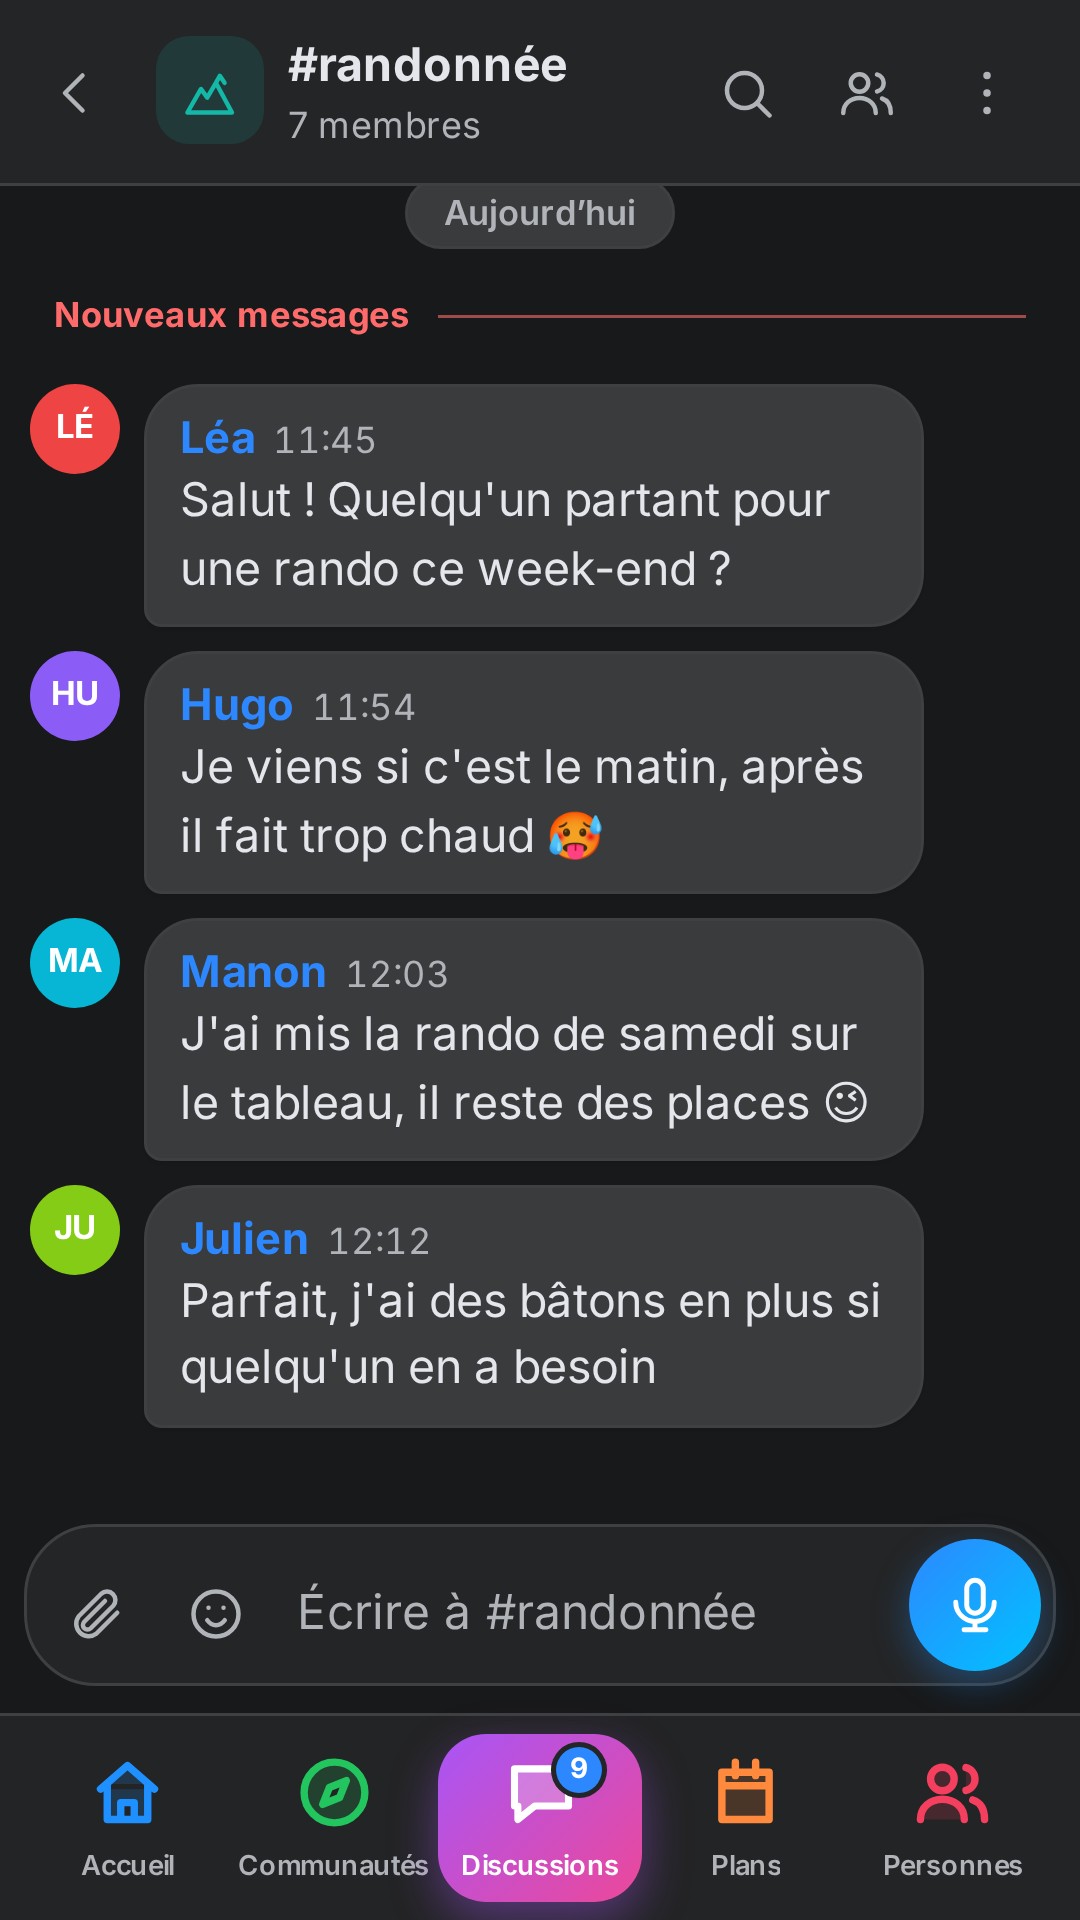 #randonnée
7 membres
Aujourd’hui
Nouveaux messages
LÉ
Léa 11:45
Salut ! Quelqu'un partant pour
une rando ce week-end ?
HU
Hugo 11:54
Je viens si c'est le matin, après
il fait trop chaud 🥵
MA
Manon 12:03
J'ai mis la rando de samedi sur
le tableau, il reste des places 😉
JU
Julien 12:12
Parfait, j'ai des bâtons en plus si
quelqu'un en a besoin
Écrire à #randonnée
9
Accueil Communautés Discussions Plans Personnes